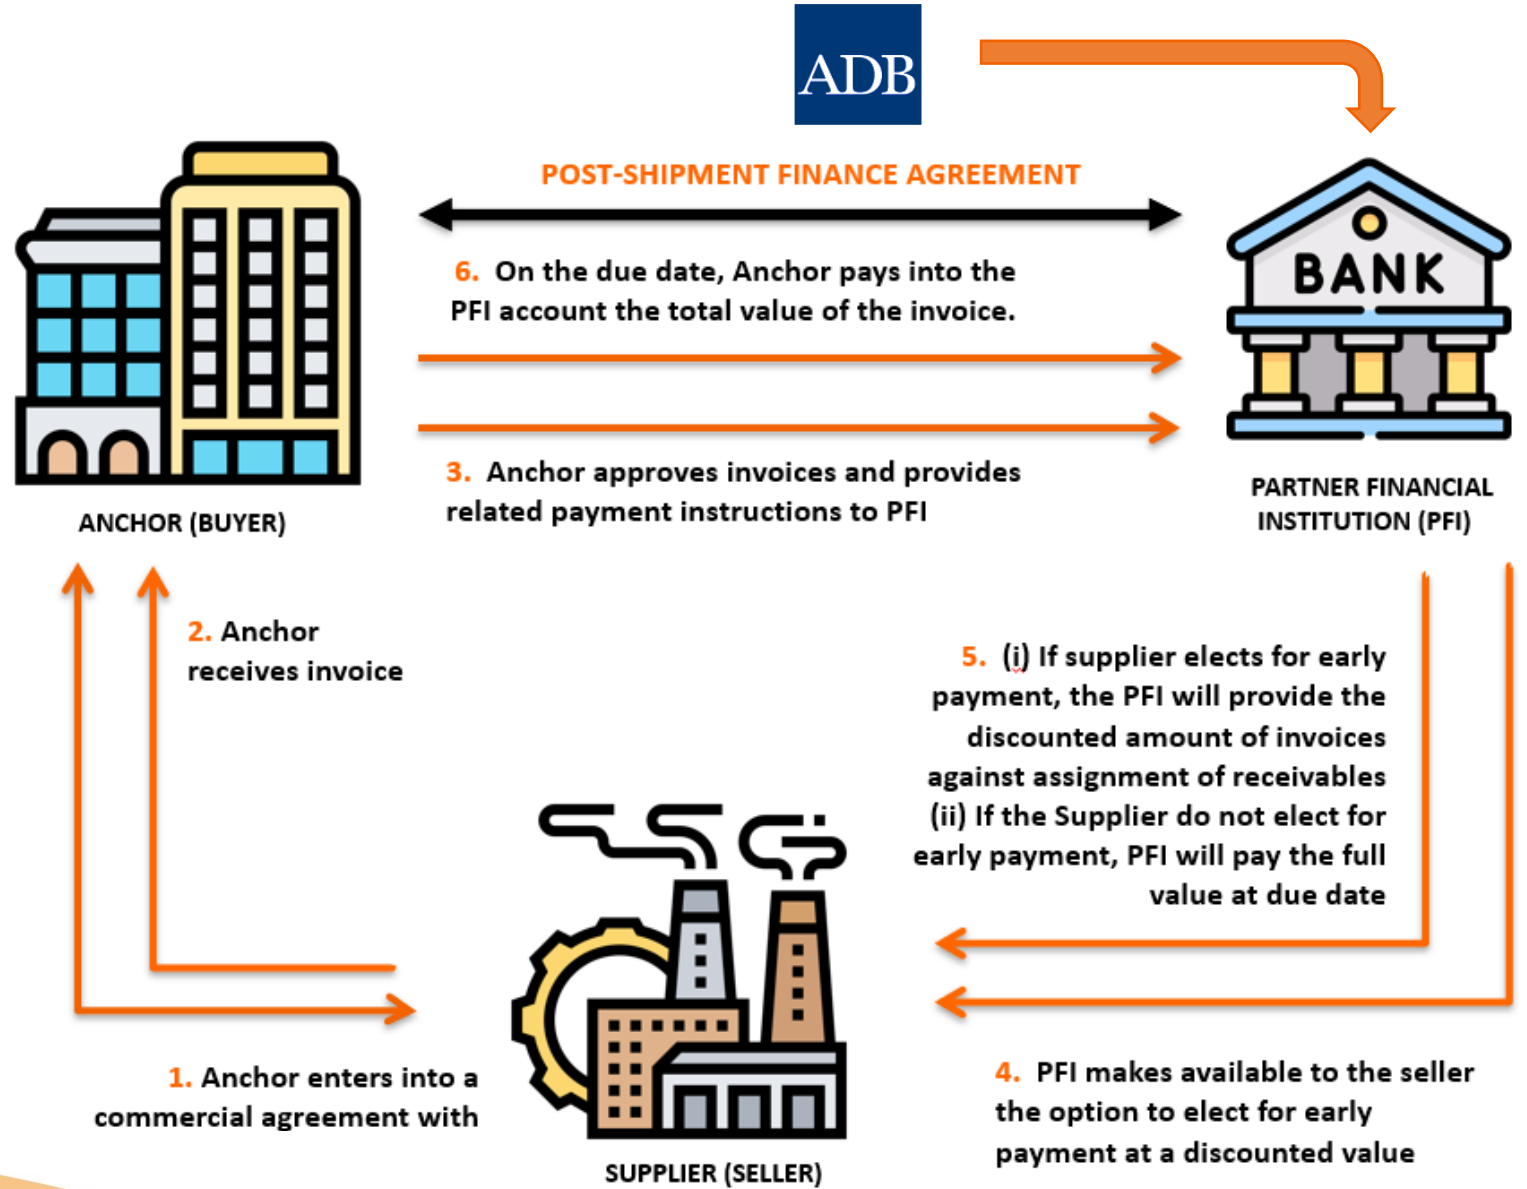 ADB
POST-SHIPMENT FINANCE AGREEMENT
6. On the due date, Anchor pays into the
PFI account the total value of the invoice.
BANK
3. Anchor approves invoices and provides
related payment instructions to PFI
ANCHOR (BUYER)
PARTNER FINANCIAL
INSTITUTION (PFI)
2. Anchor
receives invoice
5. (i) If supplier elects for early
payment, the PFI will provide the
discounted amount of invoices
against assignment of receivables
(ii) If the Supplier do not elect for
early payment, PFI will pay the full
value at due date
1. Anchor enters into a
commercial agreement with
4. PFI makes available to the seller
the option to elect for early
payment at a discounted value
SUPPLIER (SELLER)